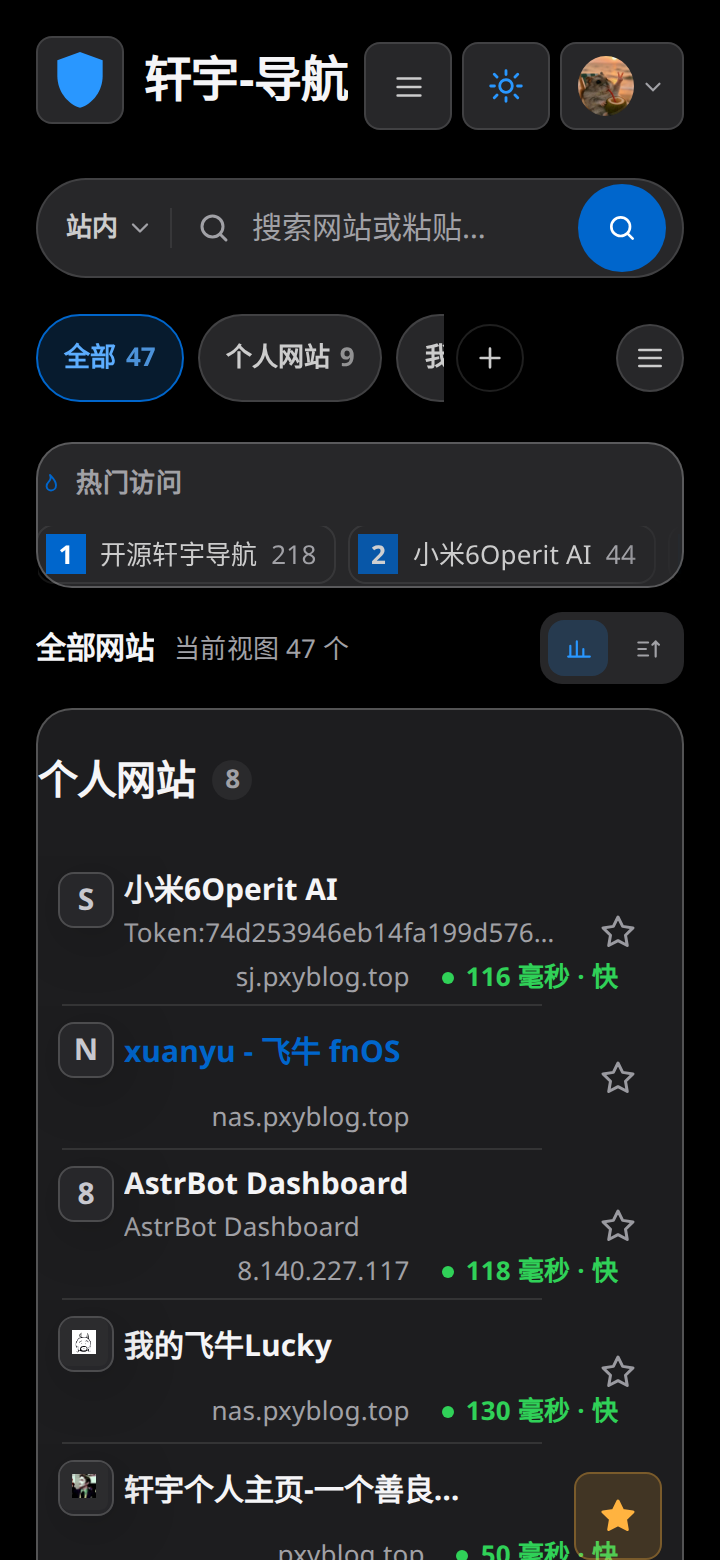 轩宇-导航
站内 搜索网站或粘贴...
全部 47 个人网站 9
热门访问
1 开源轩宇导航 218 2 小米6Operit AI 44
全部网站 当前视图 47 个
个人网站 8
S 小米6Operit AI
Token:74d253946eb14fa199d576...
sj.pxyblog.top 116 毫秒 · 快
N xuanyu - 飞牛 fnOS
nas.pxyblog.top
8 AstrBot Dashboard
AstrBot Dashboard
8.140.227.117 118 毫秒 · 快
我的飞牛Lucky
nas.pxyblog.top 130 毫秒 · 快
轩宇个人主页-一个善良...
pxyblog.top 50 毫秒 · 快